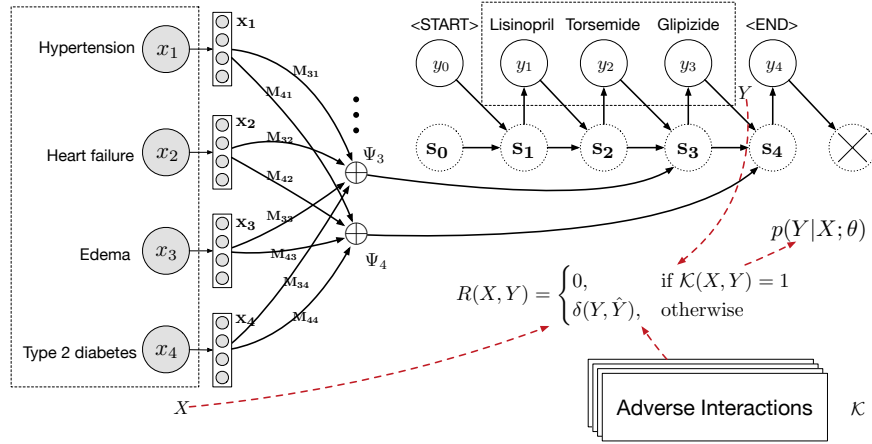 <START> Lisinopril Torsemide Glipizide <END>
Hypertension x₁ 𝐱₁
y₀ y₁ y₂ y₃ y₄
M₃₁
M₄₁
Y
Heart failure x₂ 𝐱₂
M₃₂
M₄₂
Ψ₃
s₀ s₁ s₂ s₃ s₄
Edema x₃ 𝐱₃
M₃₃
M₄₃
M₃₄
Ψ₄
p(Y|X; θ)
R(X, Y) = { 0, if 𝒦(X, Y) = 1
δ(Y, Ŷ), otherwise
Type 2 diabetes x₄ 𝐱₄
M₄₄
X
Adverse Interactions 𝒦